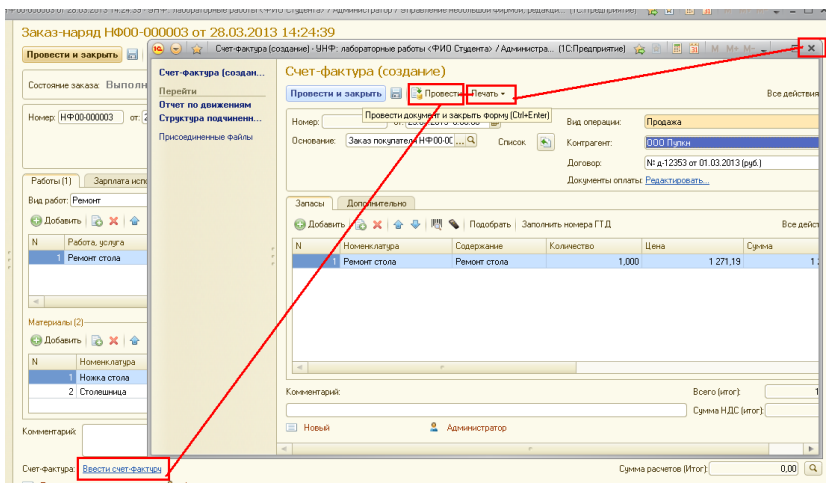 Заказ-наряд НФ00-000003 от 28.03.2013 14:24:39
Провести и закрыть
Состояние заказа: Выполн
Номер: НФ00-000003 от: 2
Работы (1) Зарплата исп
Вид работ: Ремонт
Добавить
N Работа, услуга
1 Ремонт стола
Материалы (2)
Добавить
N Номенклатура
1 Ножка стола
2 Столешница
Комментарий:
Счет-фактура: Ввести счет-фактуру
Сумма расчетов (Итог): 0,00
Счет-фактура (создание) - УНФ: лабораторные работы <ФИО Студента> / Администра... (1С:Предприятие) M M+ M-
Счет-фактура (создан...
Перейти
Отчет по движениям
Структура подчиненн...
Присоединенные файлы
Счет-фактура (создание)
Провести и закрыть Провести Печать Все действия
Провести документ и закрыть форму (Ctrl+Enter)
Номер: от: Вид операции: Продажа
Основание: Заказ покупателя НФ00-00 ... Список Контрагент: ООО Пупкн
Договор: № д-12353 от 01.03.2013 (руб.)
Документы оплаты: Редактировать...
Запасы Дополнительно
Добавить Подобрать Заполнить номера ГТД Все дейст
N Номенклатура Содержание Количество Цена Сумма
1 Ремонт стола Ремонт стола 1,000 1 271,19 1 2
Комментарий: Всего (итог): 1
Сумма НДС (итог):
Новый Администратор